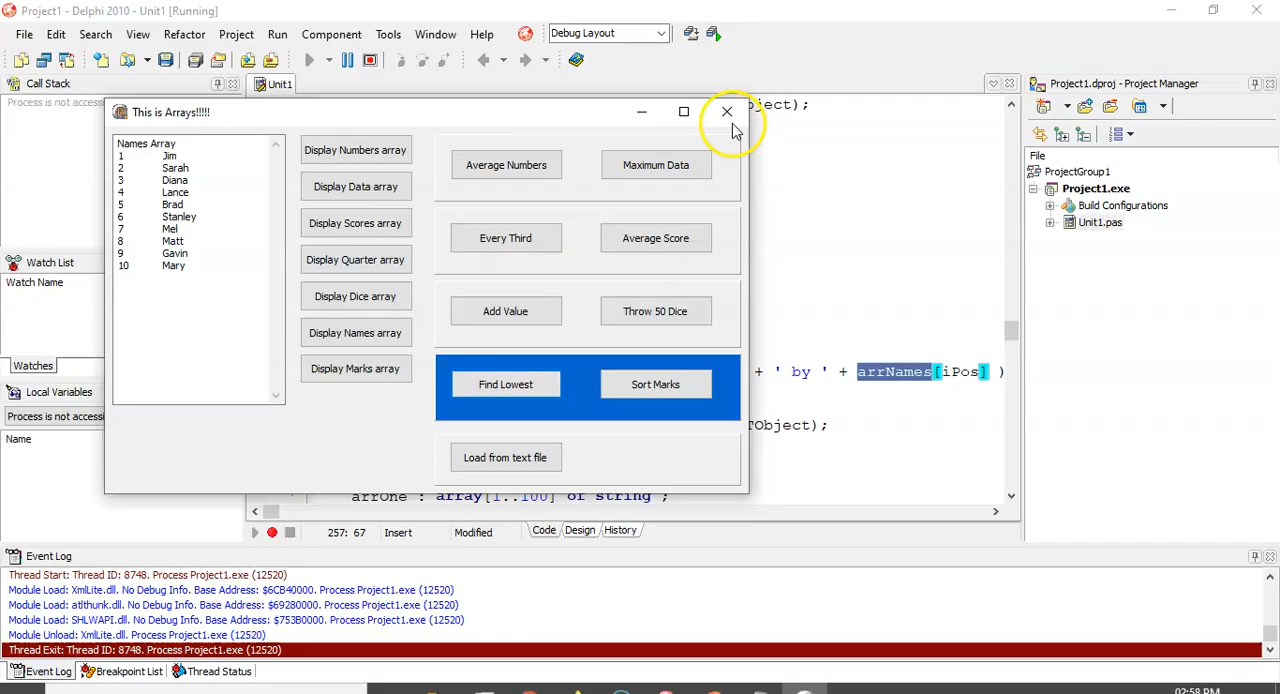 Project1 - Delphi 2010 - Unit1 [Running]
File Edit Search View Refactor Project Run Component Tools Window Help
Debug Layout
Call Stack
Unit1
Project1.dproj - Project Manager
Process is not access
ject);
This is Arrays!!!!!
Names Array
1 Jim
2 Sarah
3 Diana
4 Lance
5 Brad
6 Stanley
7 Mel
8 Matt
9 Gavin
10 Mary
Display Numbers array
Display Data array
Display Scores array
Display Quarter array
Display Dice array
Display Names array
Display Marks array
Average Numbers
Maximum Data
Every Third
Average Score
Add Value
Throw 50 Dice
Find Lowest
Sort Marks
Load from text file
File
ProjectGroup1
Project1.exe
Build Configurations
Unit1.pas
Watch List
Watch Name
Watches
Local Variables
Process is not accessi
Name
+ ' by ' + arrNames[iPos] )
TObject);
arrOne : array[1..100] of string ;
257: 67 Insert Modified
Code Design History
Event Log
Thread Start: Thread ID: 8748. Process Project1.exe (12520)
Module Load: XmlLite.dll. No Debug Info. Base Address: $6CB40000. Process Project1.exe (12520)
Module Load: atlthunk.dll. No Debug Info. Base Address: $69280000. Process Project1.exe (12520)
Module Load: SHLWAPI.dll. No Debug Info. Base Address: $753B0000. Process Project1.exe (12520)
Module Unload: XmlLite.dll. Process Project1.exe (12520)
Thread Exit: Thread ID: 8748. Process Project1.exe (12520)
Event Log Breakpoint List Thread Status
02:58 PM